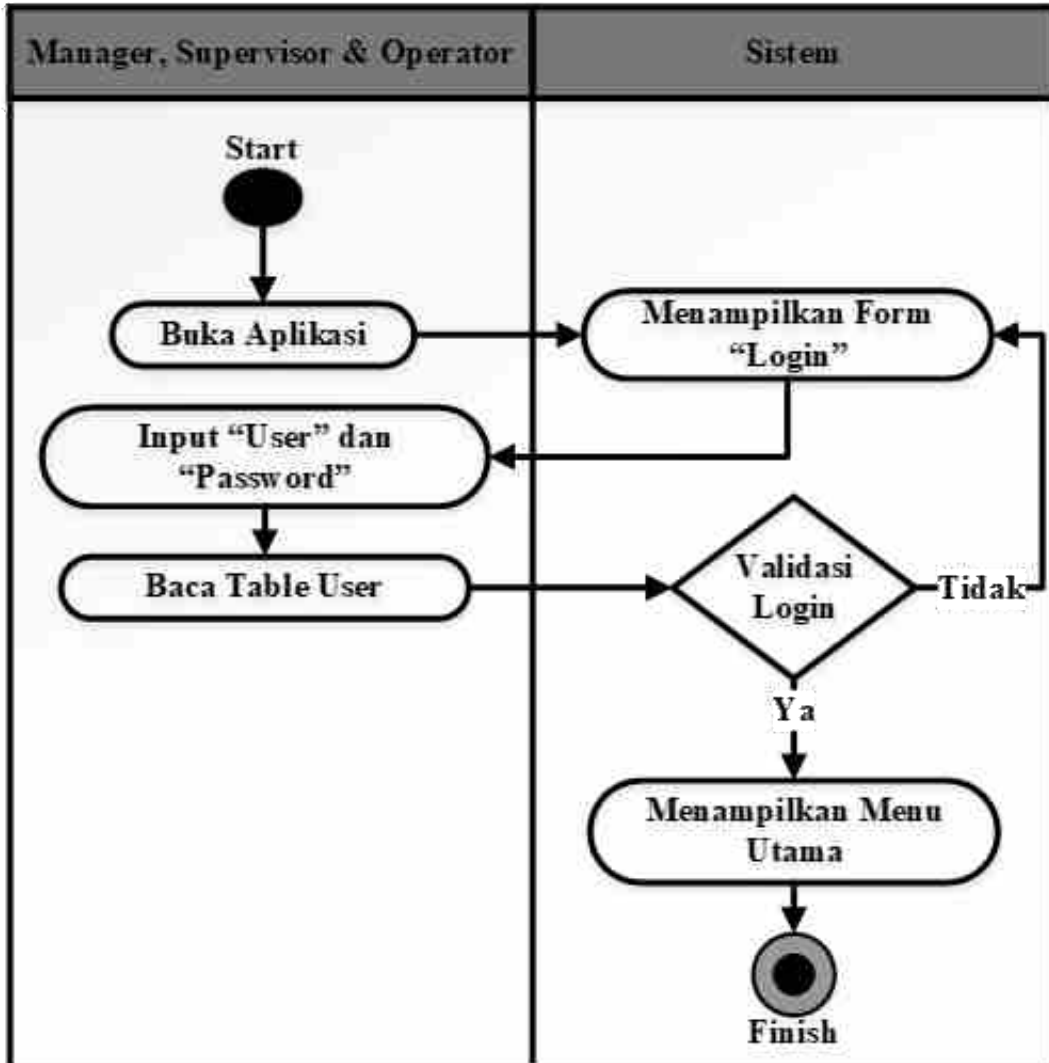 Manager, Supervisor & Operator
Sistem
Start
Buka Aplikasi
Menampilkan Form
“Login”
Input “User” dan
“Password”
Baca Table User
Validasi
Login
Tidak
Ya
Menampilkan Menu
Utama
Finish